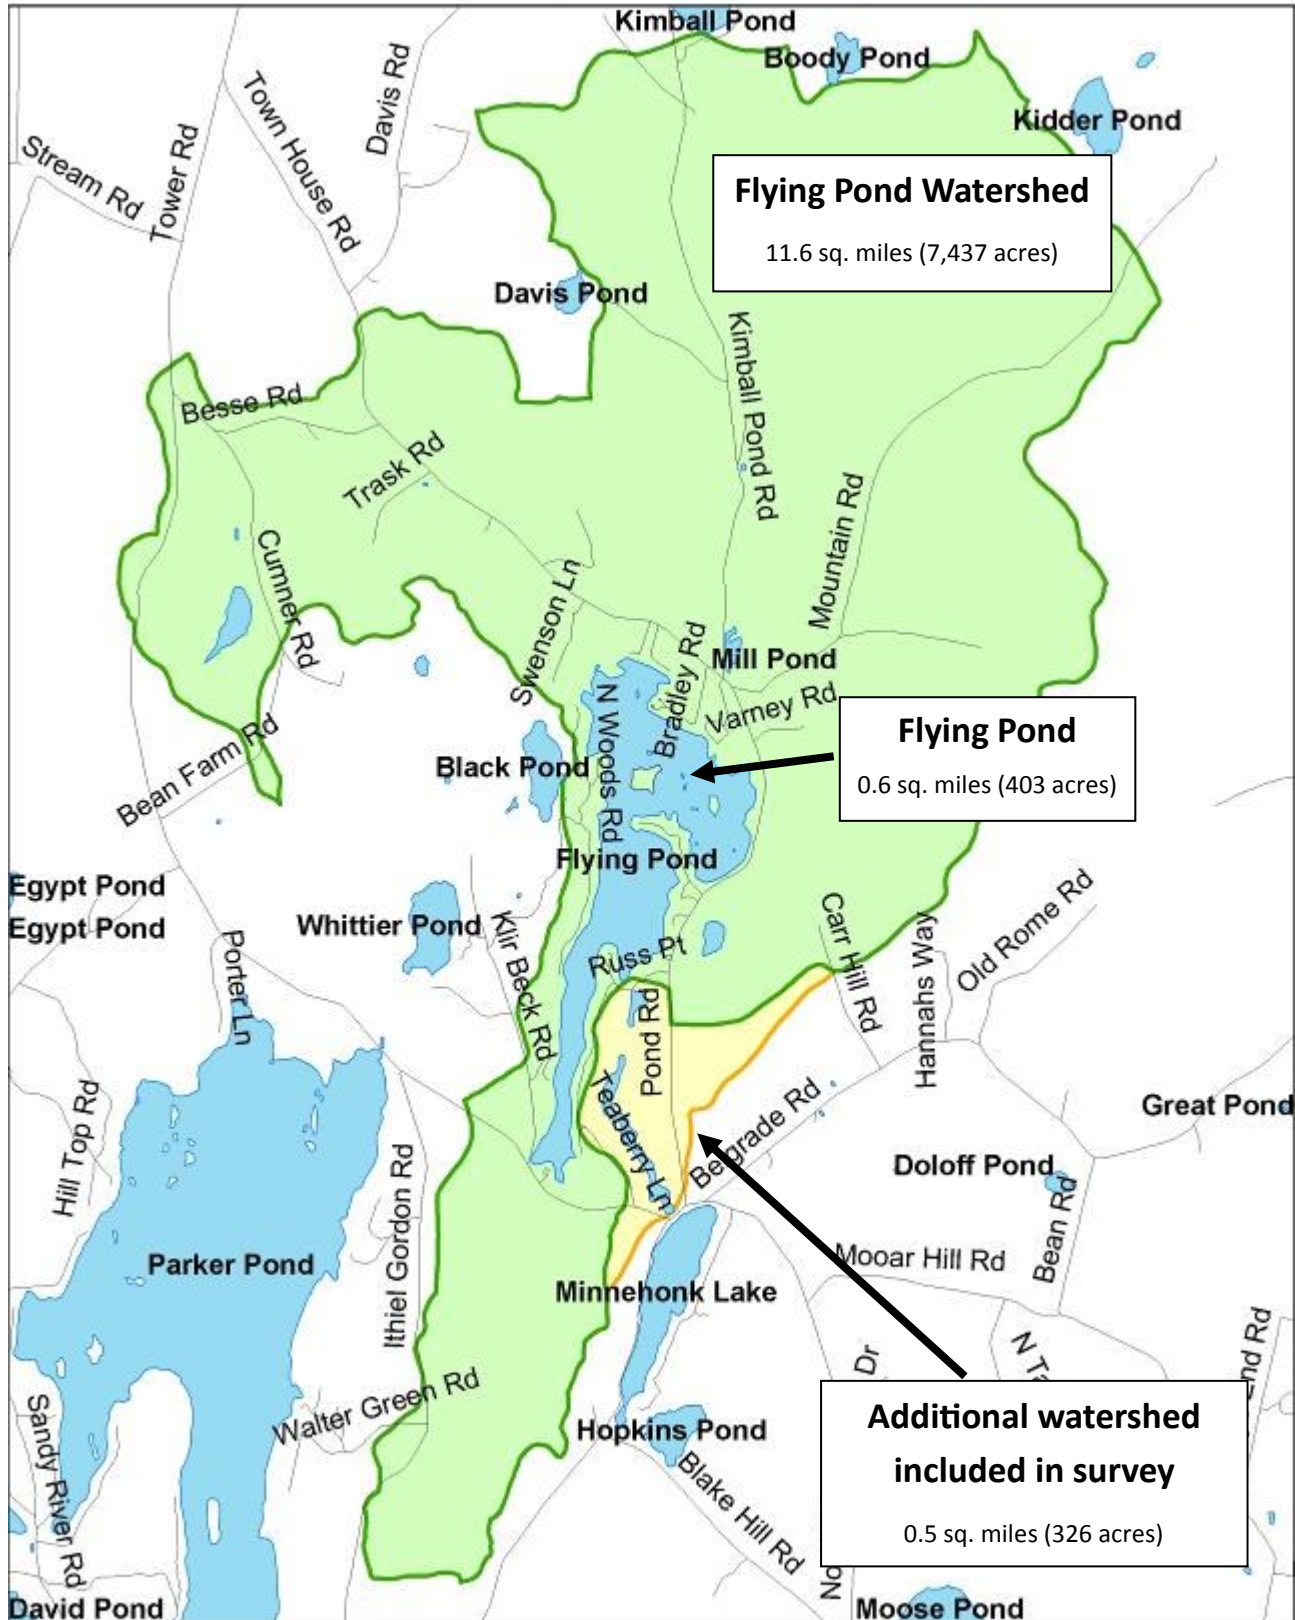 Kimball Pond
Boody Pond
Davis Rd
Town House Rd
Kidder Pond
Stream Rd
Tower Rd
Flying Pond Watershed
11.6 sq. miles (7,437 acres)
Davis Pond
Kimball Pond Rd
Besse Rd
Trask Rd
Mountain Rd
Cumner Rd
Swenson Ln
Bradley Rd
Mill Pond
N Woods Rd
Varney Rd
Flying Pond
0.6 sq. miles (403 acres)
Bean Farm Rd
Black Pond
Flying Pond
Egypt Pond
Egypt Pond
Whittier Pond
Klir Beck Rd
Carr Hill Rd
Hannahs Way
Old Rome Rd
Porter Ln
Russ Pt
Pond Rd
Teaberry Ln
Belgrade Rd
Great Pond
Hill Top Rd
Doloff Pond
Bean Rd
Ithiel Gordon Rd
Parker Pond
Mooar Hill Rd
Minnehonk Lake
Dr
N Ta
End Rd
Walter Green Rd
Sandy River Rd
Hopkins Pond
Blake Hill Rd
Additional watershed
included in survey
0.5 sq. miles (326 acres)
No
David Pond
Moose Pond